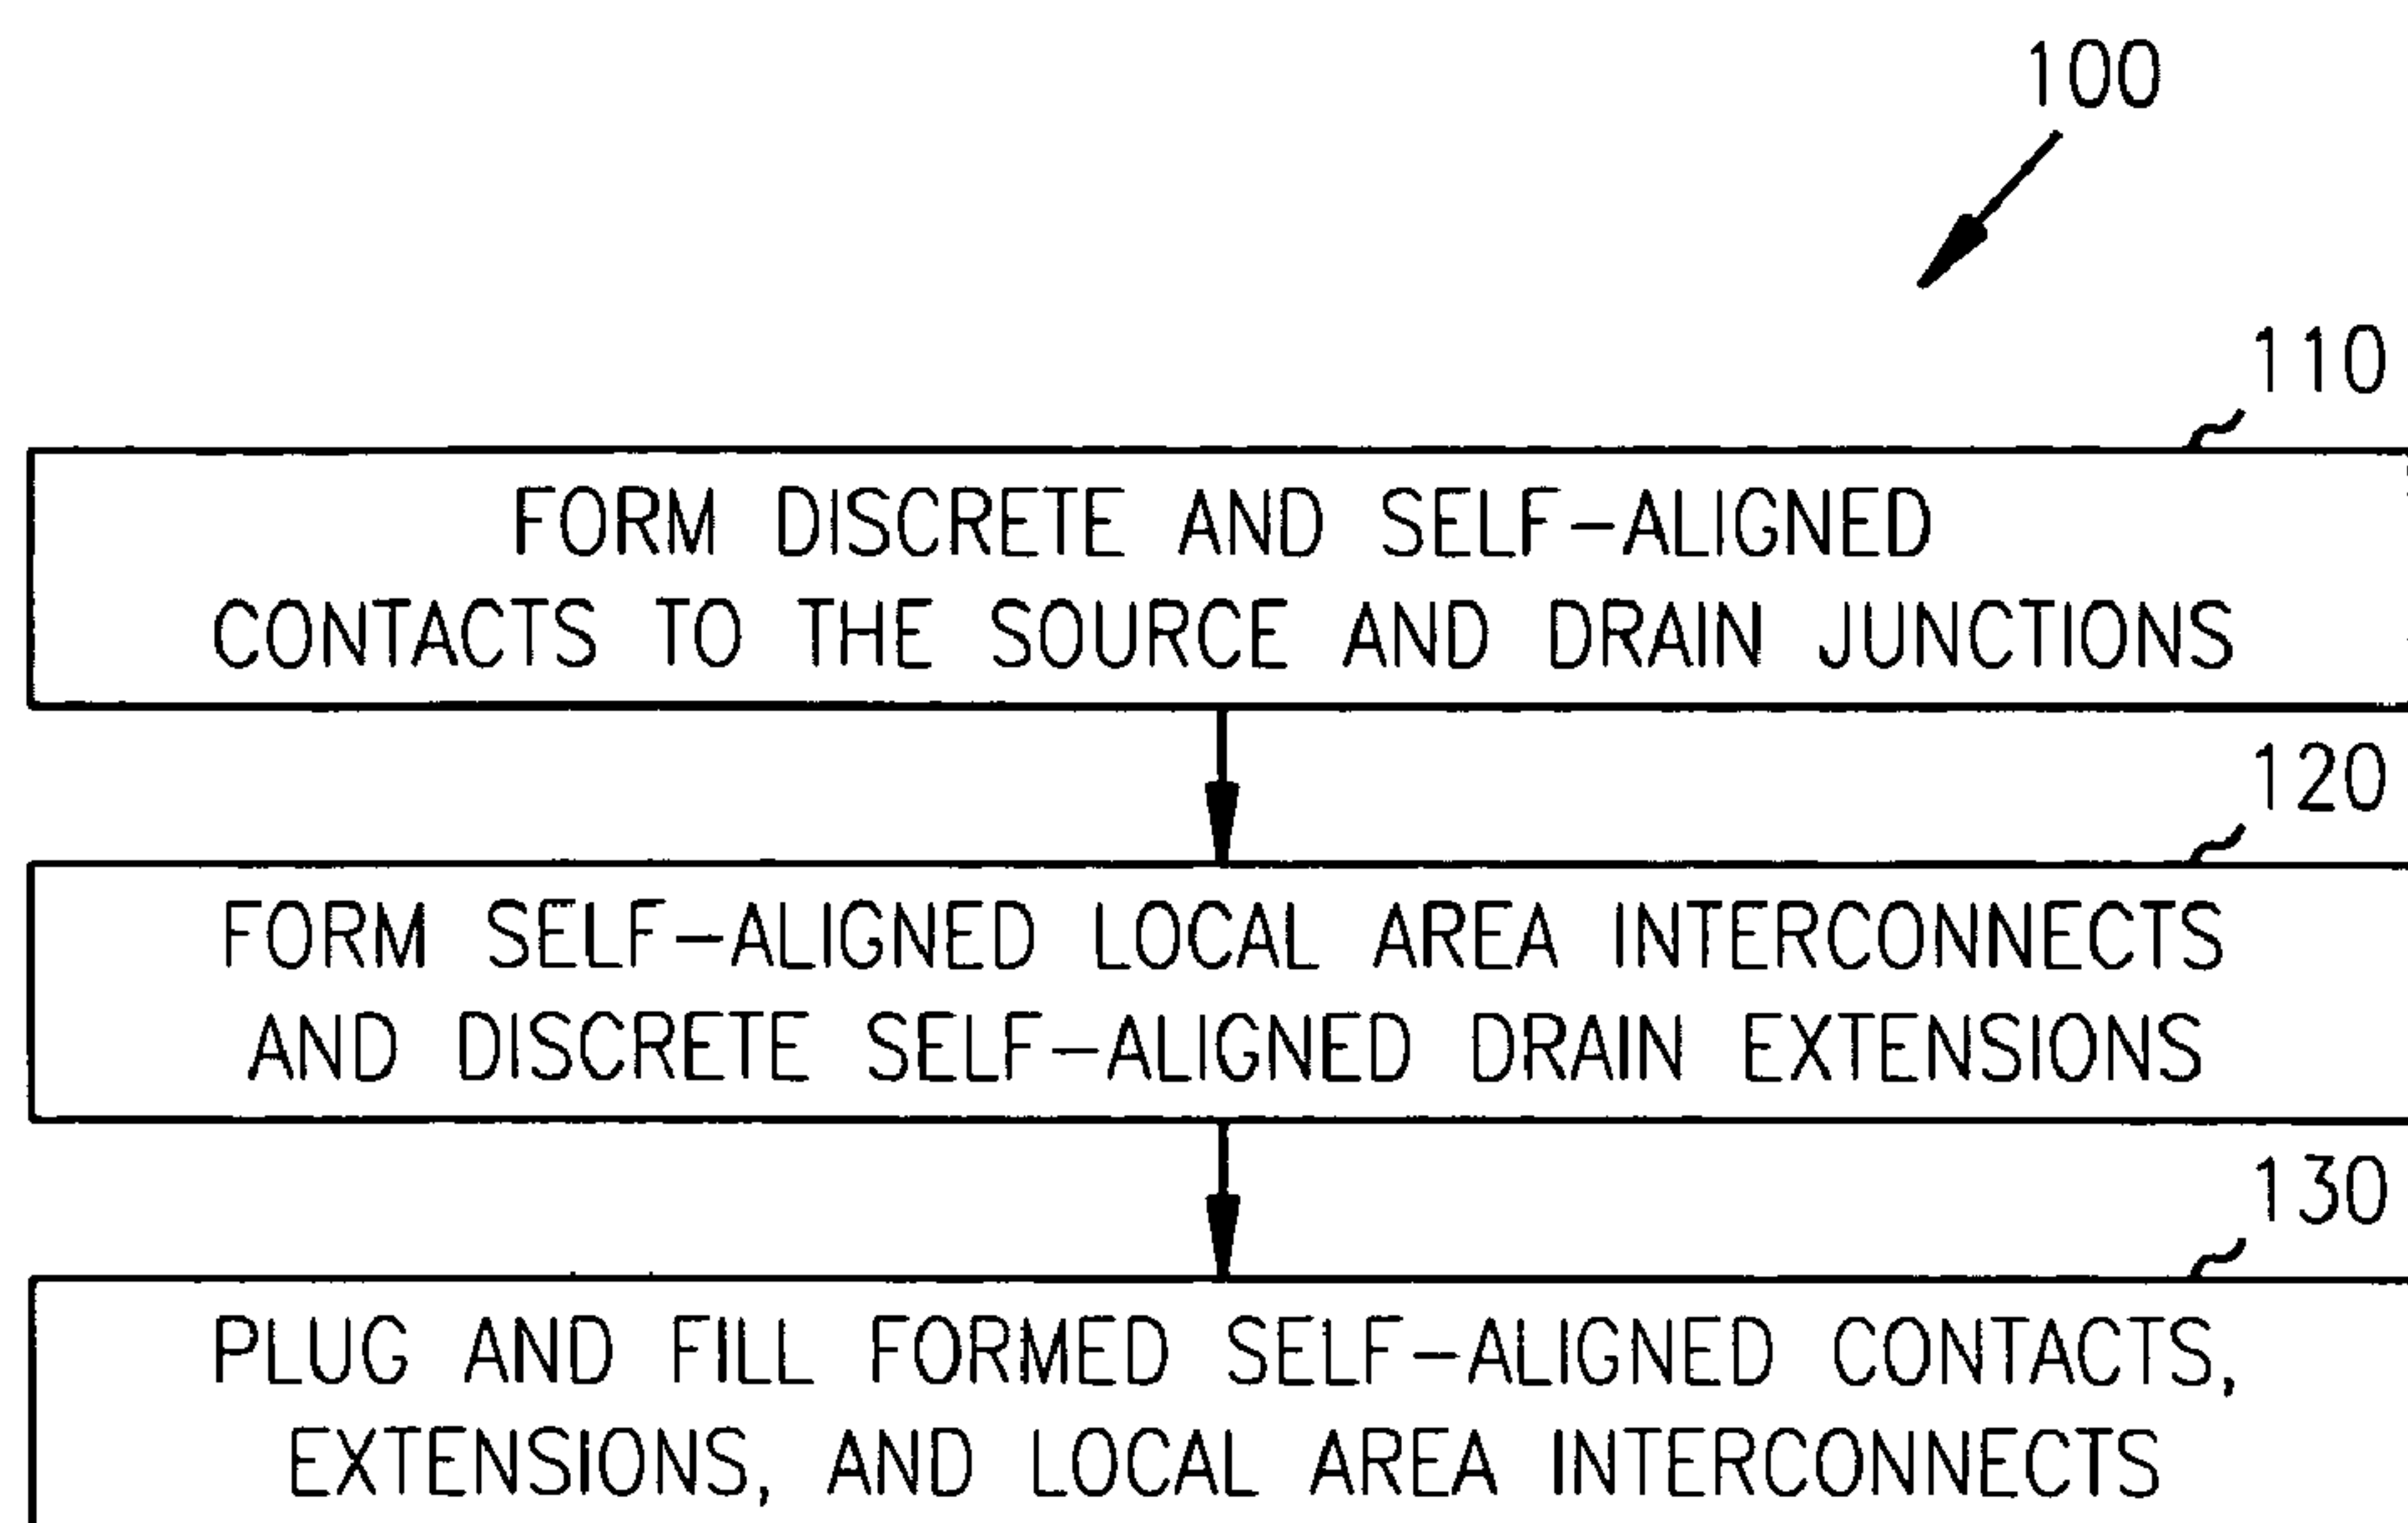 100
110
FORM DISCRETE AND SELF-ALIGNED
CONTACTS TO THE SOURCE AND DRAIN JUNCTIONS
120
FORM SELF-ALIGNED LOCAL AREA INTERCONNECTS
AND DISCRETE SELF-ALIGNED DRAIN EXTENSIONS
130
PLUG AND FILL FORMED SELF-ALIGNED CONTACTS,
EXTENSIONS, AND LOCAL AREA INTERCONNECTS